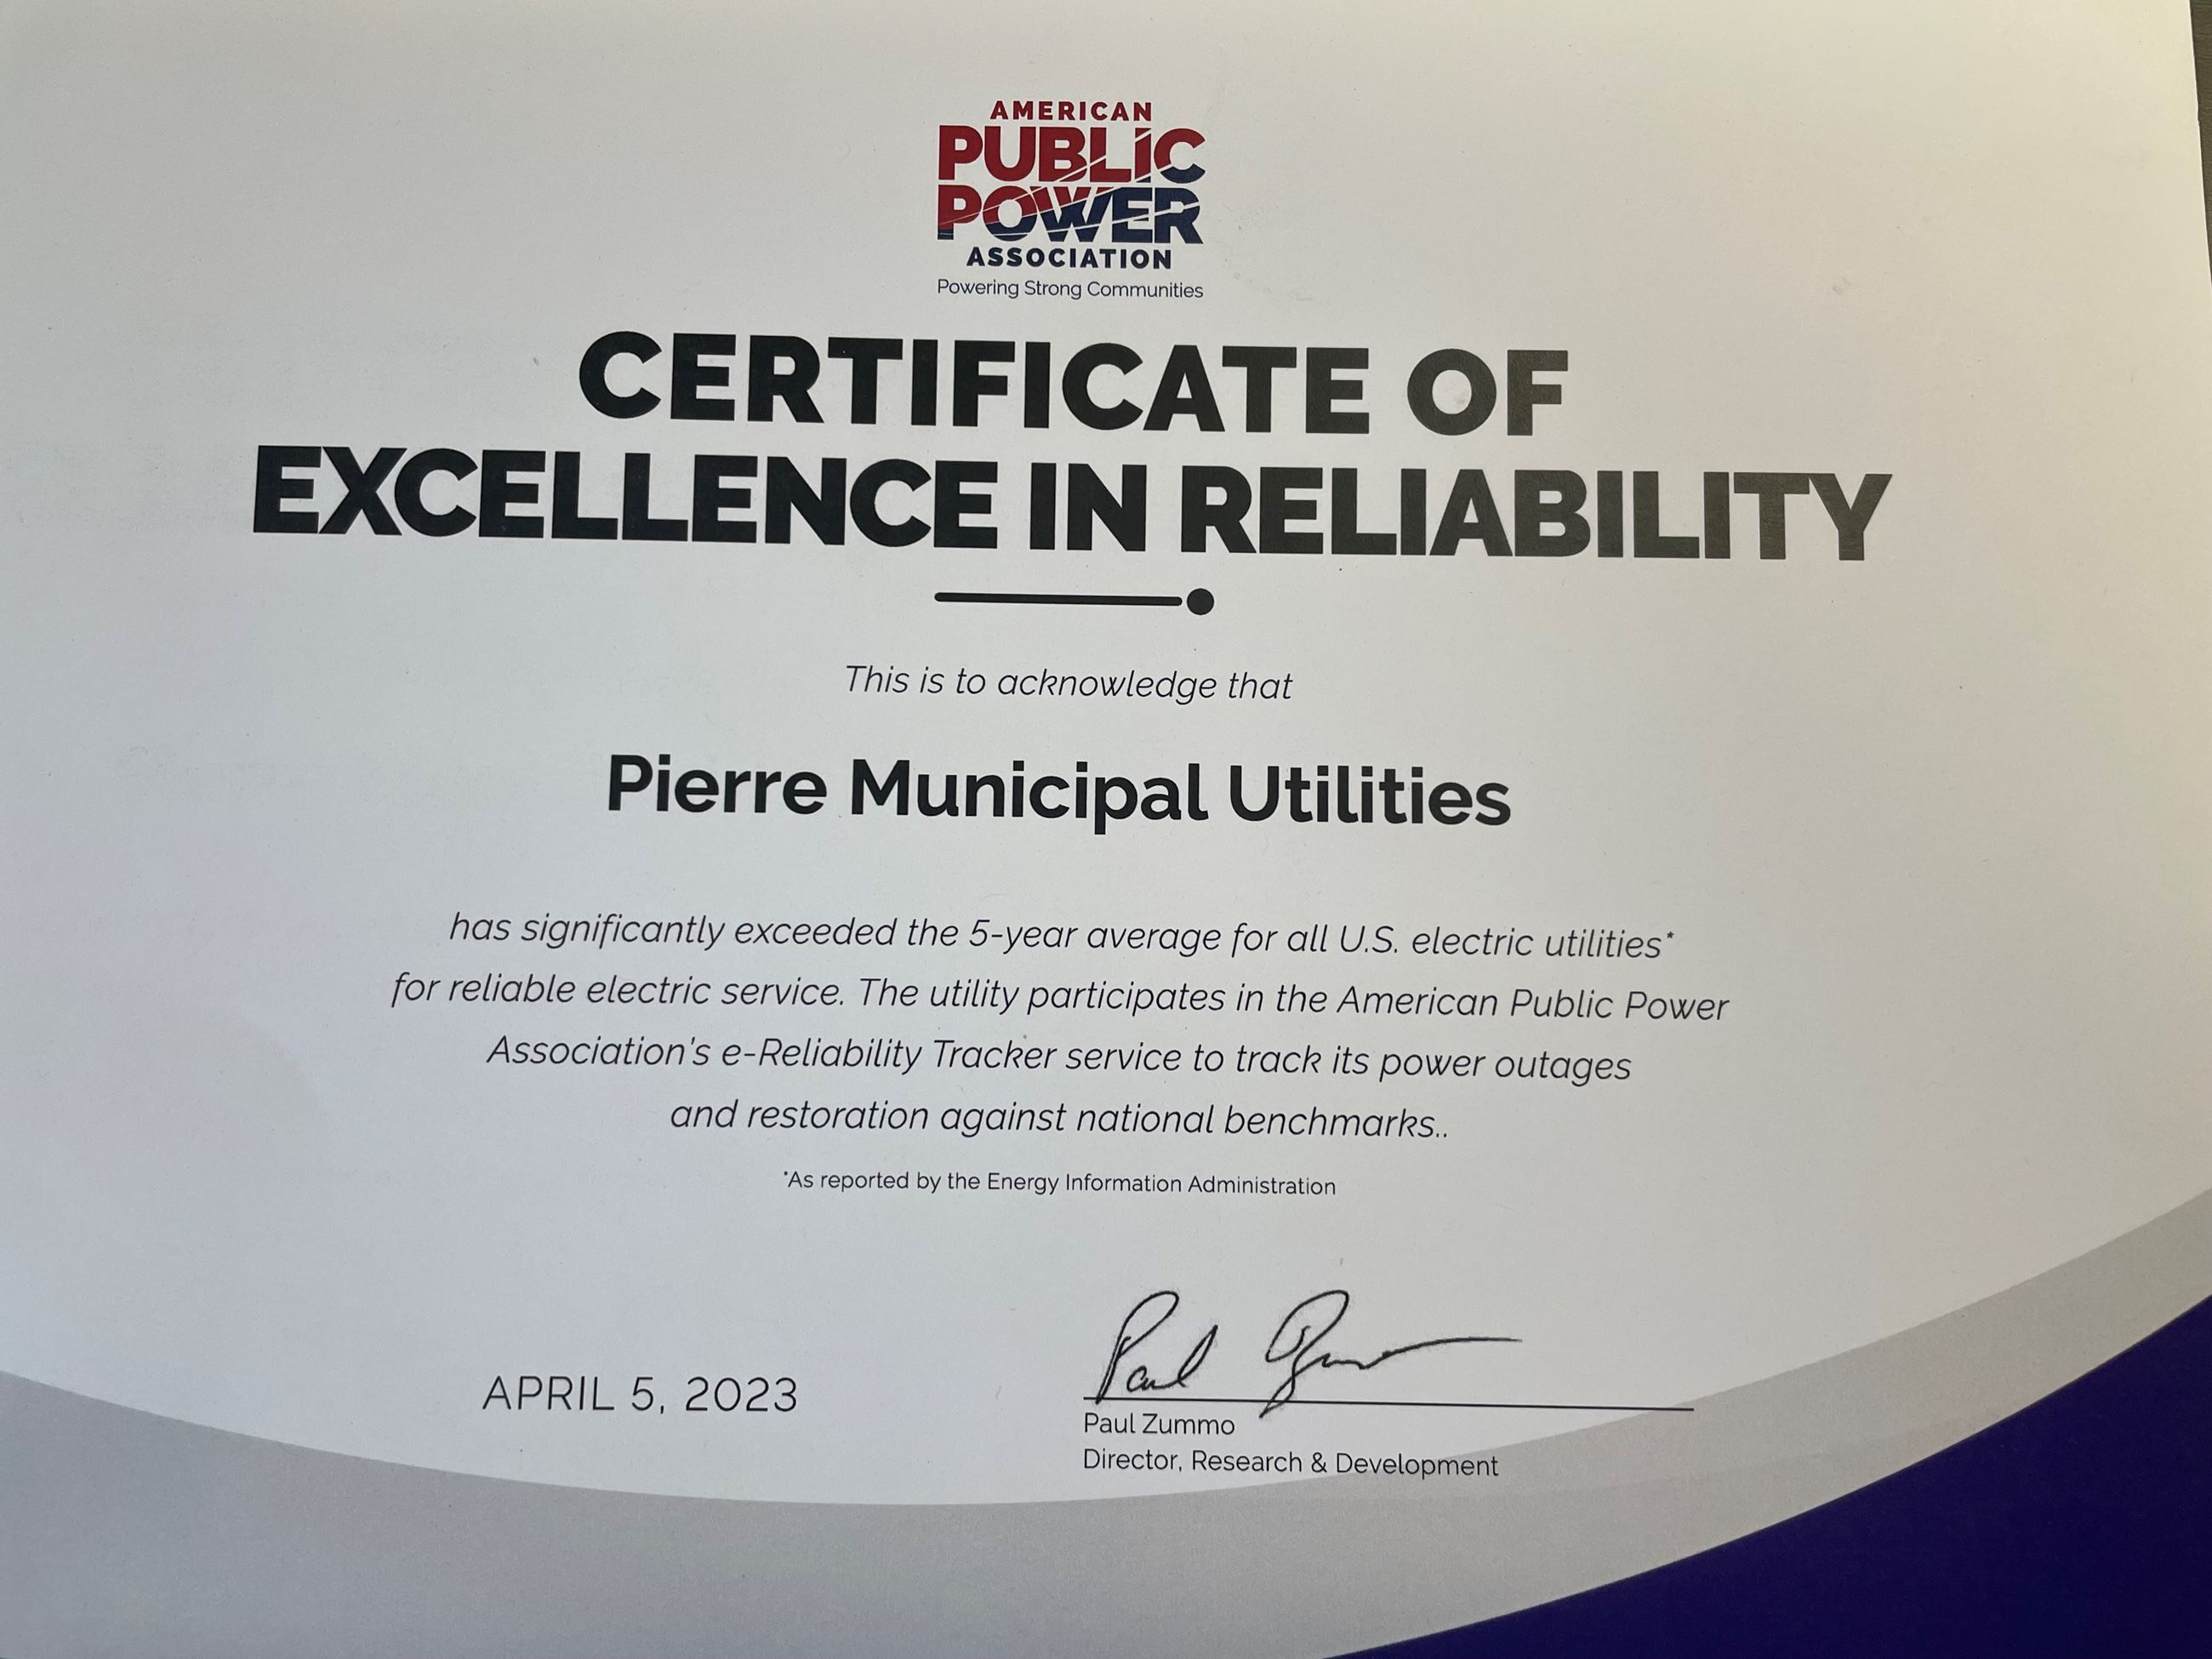 AMERICAN
PUBLIC
POWER
ASSOCIATION
Powering Strong Communities
CERTIFICATE OF
EXCELLENCE IN RELIABILITY
This is to acknowledge that
Pierre Municipal Utilities
has significantly exceeded the 5-year average for all U.S. electric utilities*
for reliable electric service. The utility participates in the American Public Power
Association's e-Reliability Tracker service to track its power outages
and restoration against national benchmarks..
*As reported by the Energy Information Administration
APRIL 5, 2023
Paul Zummo
Paul Zummo
Director, Research & Development